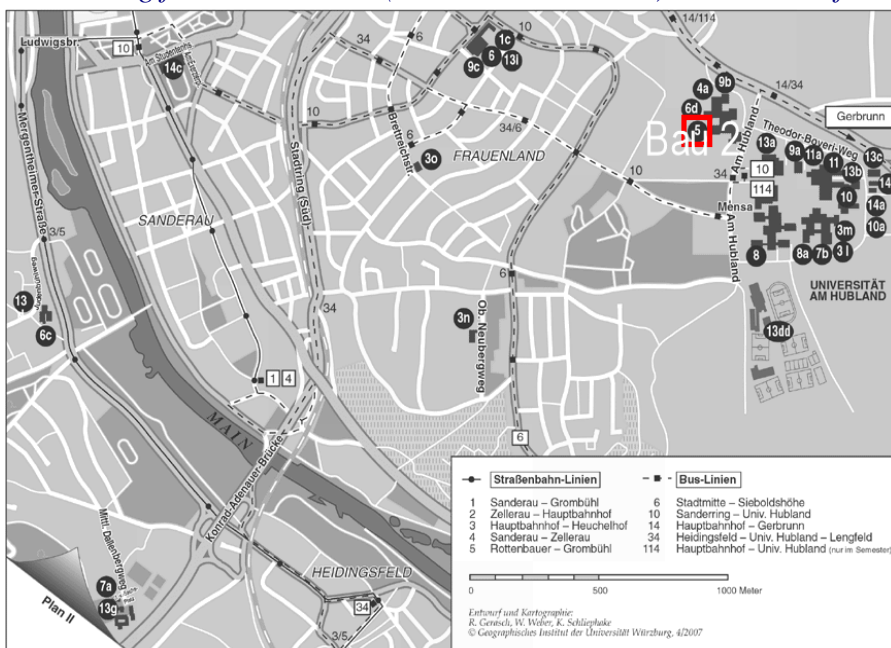 14/114
34
6
10
1c
9c
6
13l
Ludwigsbr.
10
Am Studentenhs.
14c
14/34
4a
9b
6d
5
Bau 2
Gerbrunn
Theodor-Boveri-Weg
Am Hubland
10
6
Brettreichstr.
3o
34/6
FRAUENLAND
13a
9a
11a
11
13c
13b
34
10
114
10
14a
10a
10
Mensa
Am Hubland
3m
8
8a
7b
3l
UNIVERSITÄT
AM HUBLAND
Mergentheimer-Straße
SANDERAU
Stadtring (Süd)
3/5
6
13
6c
34
3n
Ob. Neubergweg
13dd
1
4
6
MAIN
Konrad-Adenauer-Brücke
Mittl. Dallenbergweg
7a
13g
Plan II
HEIDINGSFELD
34
3/5
Straßenbahn-Linien
1 Sanderau – Grombühl
2 Zellerau – Hauptbahnhof
3 Hauptbahnhof – Heuchelhof
4 Sanderau – Zellerau
5 Rottenbauer – Grombühl
Bus-Linien
6 Stadtmitte – Sieboldshöhe
10 Sanderring – Univ. Hubland
14 Hauptbahnhof – Gerbrunn
34 Heidingsfeld – Univ. Hubland – Lengfeld
114 Hauptbahnhof – Univ. Hubland (nur im Semester)
0 500 1000 Meter
Entwurf und Kartographie:
R. Gerasch, W. Weber, K. Schliephake
© Geographisches Institut der Universität Würzburg, 4/2007